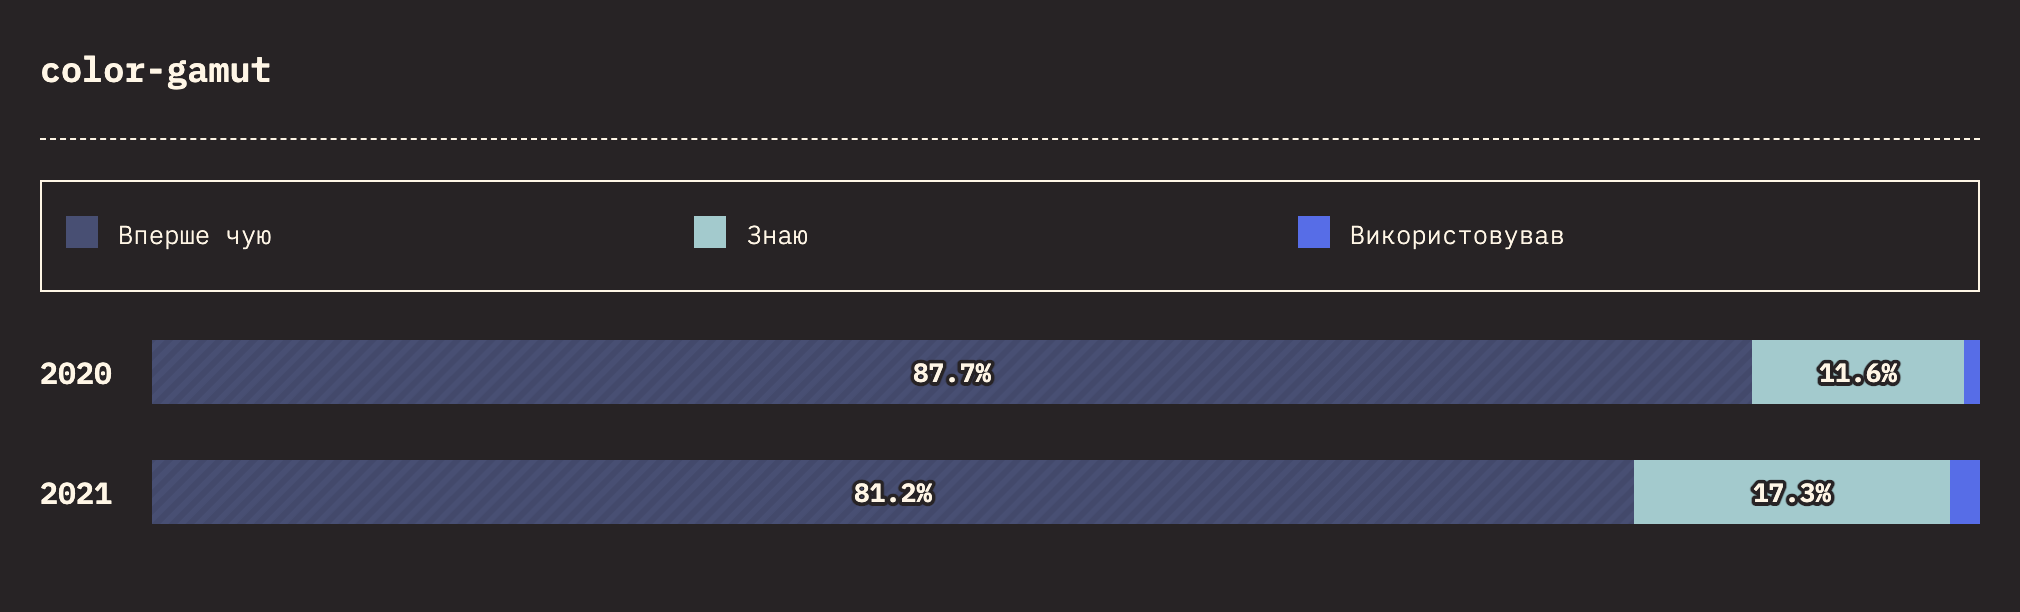 color-gamut
Вперше чую
Знаю
Використовував
2020 87.7% 11.6%
2021 81.2% 17.3%